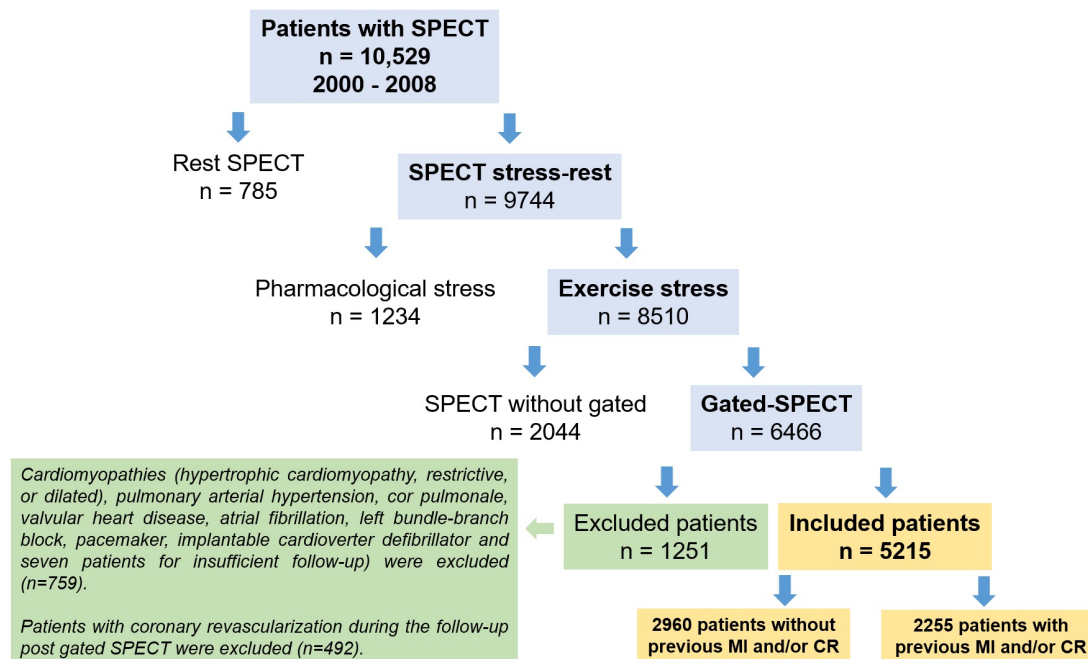 Patients with SPECT
n = 10,529
2000 - 2008
Rest SPECT
n = 785
SPECT stress-rest
n = 9744
Pharmacological stress
n = 1234
Exercise stress
n = 8510
SPECT without gated
n = 2044
Gated-SPECT
n = 6466
Cardiomyopathies (hypertrophic cardiomyopathy, restrictive,
or dilated), pulmonary arterial hypertension, cor pulmonale,
valvular heart disease, atrial fibrillation, left bundle-branch
block, pacemaker, implantable cardioverter defibrillator and
seven patients for insufficient follow-up) were excluded
(n=759).
Patients with coronary revascularization during the follow-up
post gated SPECT were excluded (n=492).
Excluded patients
n = 1251
Included patients
n = 5215
2960 patients without
previous MI and/or CR
2255 patients with
previous MI and/or CR